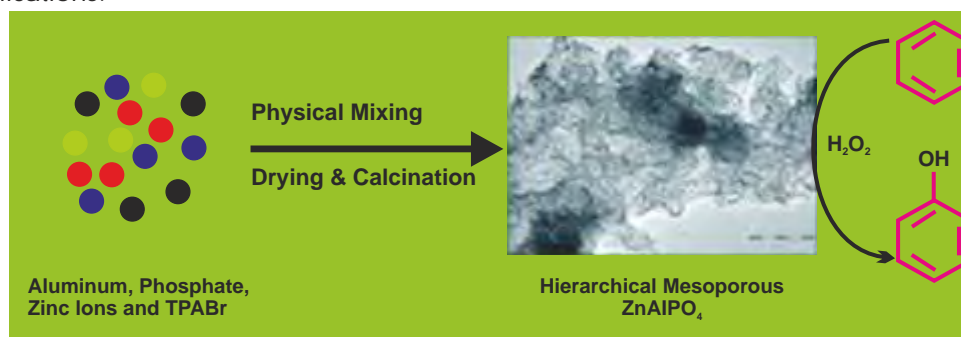 Physical Mixing
Drying & Calcination
H₂O₂
OH
Aluminum, Phosphate,
Zinc Ions and TPABr
Hierarchical Mesoporous
ZnAlPO₄